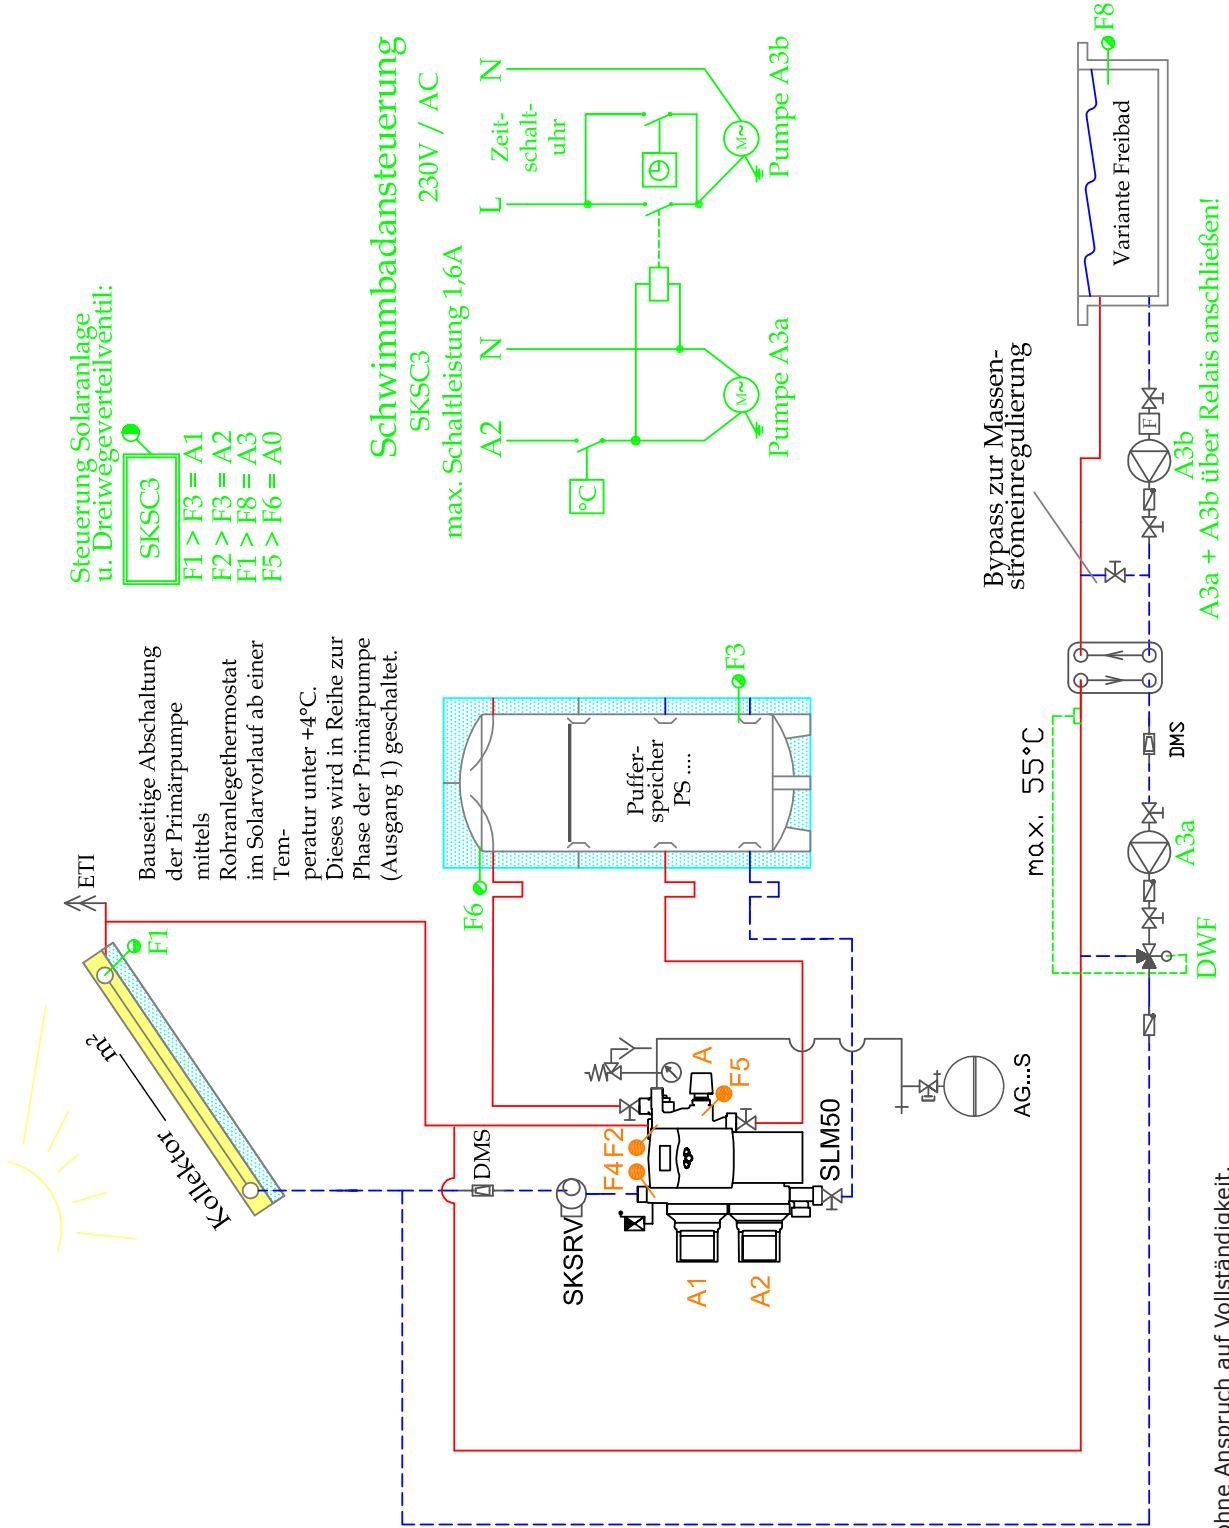 Steuerung Solaranlage
u. Dreiwegeverteilventil:
SKSC3
F1 > F3 = A1
F2 > F3 = A2
F1 > F8 = A3
F5 > F6 = A0
Schwimmbadansteuerung
SKSC3
230V / AC
max. Schaltleistung 1,6A
A2
N
L
N
Zeit-
schalt-
uhr
°C
M~
M~
Pumpe A3a
Pumpe A3b
Bauseitige Abschaltung
der Primärpumpe
mittels
Rohranlegethermostat
im Solarvorlauf ab einer
Tem-
peratur unter +4°C.
Dieses wird in Reihe zur
Phase der Primärpumpe
(Ausgang 1) geschaltet.
ETI
F1
Kollektor ___ m²
F6
F3
Puffer-
speicher
PS ....
DMS
SKSRV
F4
F2
A
F5
A1
A2
SLM50
AG...S
Bypass zur Massen-
stromeinregulierung
Variante Freibad
F8
max. 55°C
DMS
DWF
A3a
A3b
F
A3a + A3b über Relais anschließen!
ohne Anspruch auf Vollständigkeit.